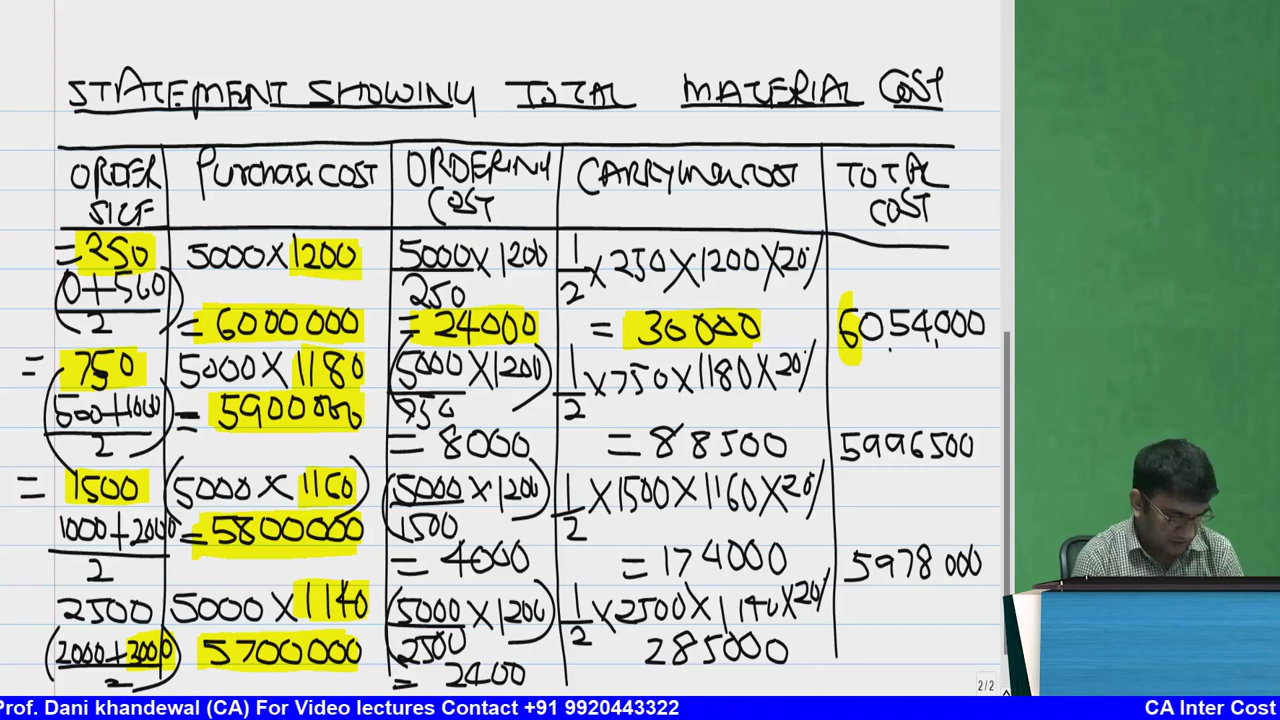 STATEMENT SHOWING TOTAL MATERIAL COST
ORDER SIZE | Purchase COST | ORDERING COST | CARRYING COST | TOTAL COST
= 250 | 5000 × 1200 | 5000/250 × 1200 | 1/2 × 250 × 1200 × 20%
(0+500)/2 | = 6000000 | = 24000 | = 30000 | 6054,000
= 750 | 5000 × 1180 | (5000/750 × 1200) | 1/2 × 750 × 1180 × 20%
(500+1000)/2 | = 5900000 | = 8000 | = 88500 | 5996500
= 1500 | (5000 × 1160) | (5000/1500 × 1200) | 1/2 × 1500 × 1160 × 20%
1000+2000/2 | = 5800000 | = 4000 | = 174000 | 5978000
2500 | 5000 × 1140 | (5000/2500 × 1200) | 1/2 × 2500 × 1140 × 20%
(2000+3000)/2 | 5700000 | = 2400 | 285000
2/2
Prof. Dani khandewal (CA) For Video lectures Contact +91 9920443322
CA Inter Cost